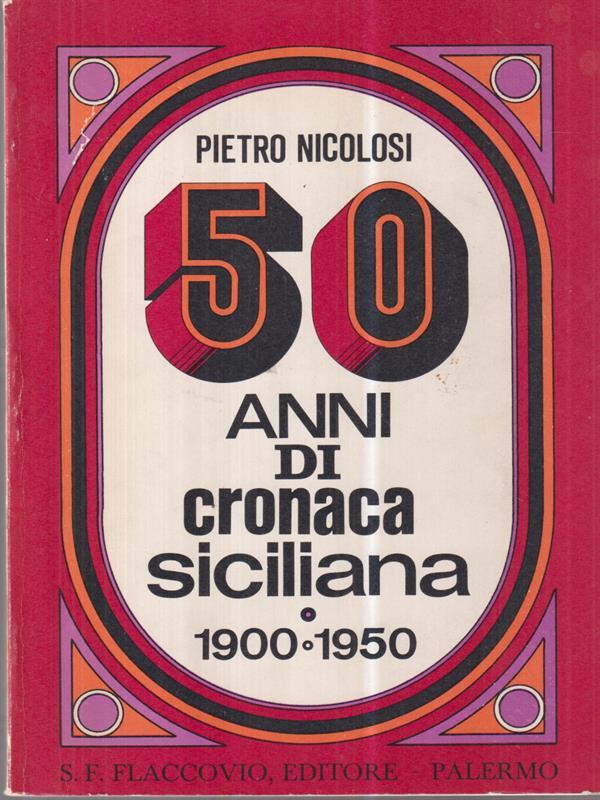 PIETRO NICOLOSI
50
ANNI
DI
cronaca
siciliana
1900 • 1950
S. F. FLACCOVIO, EDITORE - PALERMO